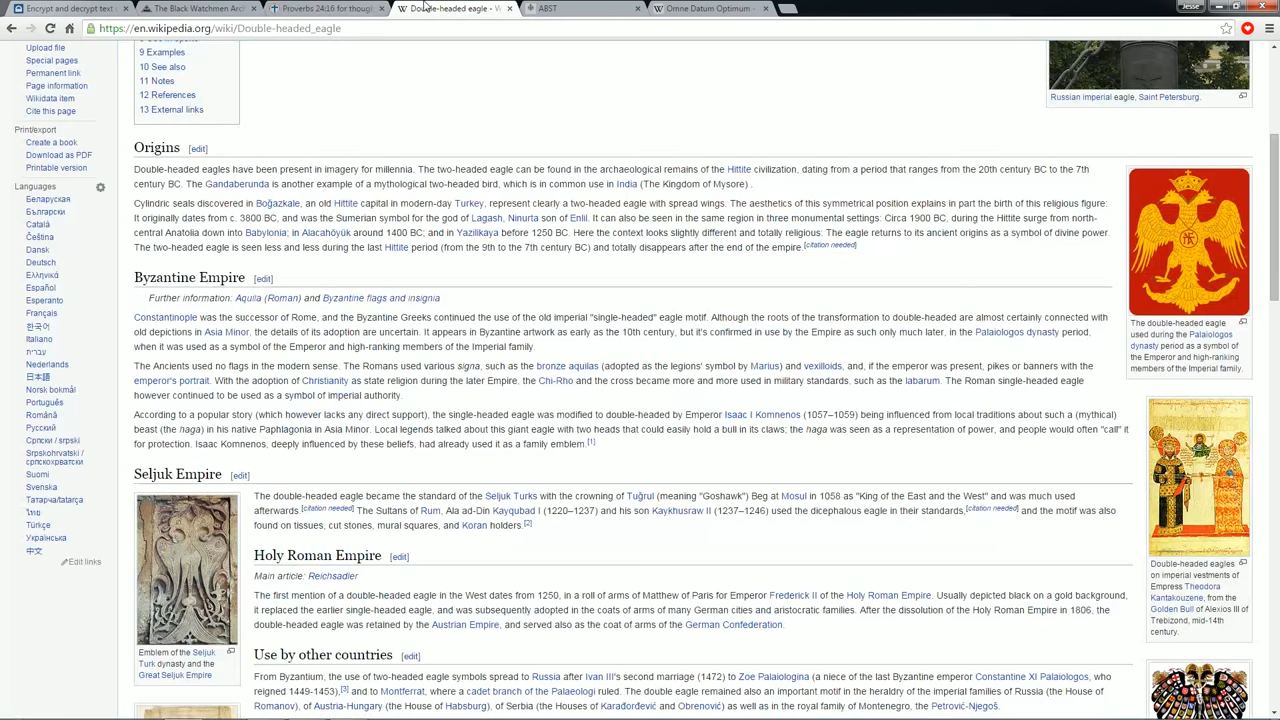 Encrypt and decrypt text
The Black Watchmen Arch
Proverbs 24:16 for thoug
Double-headed eagle - W
ABST
Omne Datum Optimum -
Jesse
https://en.wikipedia.org/wiki/Double-headed_eagle
Upload file
Special pages
Permanent link
Page information
Wikidata item
Cite this page
Print/export
Create a book
Download as PDF
Printable version
Languages
Беларуская
Български
Català
Čeština
Dansk
Deutsch
Ελληνικά
Español
Esperanto
Français
한국어
Italiano
עברית
Nederlands
日本語
Norsk bokmål
Português
Română
Русский
Српски / srpski
Srpskohrvatski /
српскохрватски
Suomi
Svenska
Татарча/tatarça
ไทย
Türkçe
Українська
中文
Edit links
9 Examples
10 See also
11 Notes
12 References
13 External links
Russian imperial eagle, Saint Petersburg.
Origins [edit]
Double-headed eagles have been present in imagery for millennia. The two-headed eagle can be found in the archaeological remains of the Hittite civilization, dating from a period that ranges from the 20th century BC to the 7th
century BC. The Gandaberunda is another example of a mythological two-headed bird, which is in common use in India (The Kingdom of Mysore) .
Cylindric seals discovered in Boğazkale, an old Hittite capital in modern-day Turkey, represent clearly a two-headed eagle with spread wings. The aesthetics of this symmetrical position explains in part the birth of this religious figure:
It originally dates from c. 3800 BC, and was the Sumerian symbol for the god of Lagash, Ninurta son of Enlil. It can also be seen in the same region in three monumental settings: Circa 1900 BC, during the Hittite surge from north-
central Anatolia down into Babylonia; in Alacahöyük around 1400 BC; and in Yazilikaya before 1250 BC. Here the context looks slightly different and totally religious: The eagle returns to its ancient origins as a symbol of divine power.
The two-headed eagle is seen less and less during the last Hittite period (from the 9th to the 7th century BC) and totally disappears after the end of the empire.[citation needed]
The double-headed eagle
used during the Palaiologos
dynasty period as a symbol of
the Emperor and high-ranking
members of the Imperial family.
Byzantine Empire [edit]
Further information: Aquila (Roman) and Byzantine flags and insignia
Constantinople was the successor of Rome, and the Byzantine Greeks continued the use of the old imperial "single-headed" eagle motif. Although the roots of the transformation to double-headed are almost certainly connected with
old depictions in Asia Minor, the details of its adoption are uncertain. It appears in Byzantine artwork as early as the 10th century, but it's confirmed in use by the Empire as such only much later, in the Palaiologos dynasty period,
when it was used as a symbol of the Emperor and high-ranking members of the Imperial family.
The Ancients used no flags in the modern sense. The Romans used various signa, such as the bronze aquilas (adopted as the legions' symbol by Marius) and vexilloids, and, if the emperor was present, pikes or banners with the
emperor's portrait. With the adoption of Christianity as state religion during the later Empire, the Chi-Rho and the cross became more and more used in military standards, such as the labarum. The Roman single-headed eagle
however continued to be used as a symbol of imperial authority.
According to a popular story (which however lacks any direct support), the single-headed eagle was modified to double-headed by Emperor Isaac I Komnenos (1057–1059) being influenced from local traditions about such a (mythical)
beast (the haga) in his native Paphlagonia in Asia Minor. Local legends talked about this giant eagle with two heads that could easily hold a bull in its claws; the haga was seen as a representation of power, and people would often "call" it
for protection. Isaac Komnenos, deeply influenced by these beliefs, had already used it as a family emblem.[1]
Double-headed eagles
on imperial vestments of
Empress Theodora
Kantakouzene, from the
Golden Bull of Alexios III of
Trebizond, mid-14th
century.
Seljuk Empire [edit]
The double-headed eagle became the standard of the Seljuk Turks with the crowning of Tuğrul (meaning "Goshawk") Beg at Mosul in 1058 as "King of the East and the West" and was much used
afterwards.[citation needed] The Sultans of Rum, Ala ad-Din Kayqubad I (1220–1237) and his son Kaykhusraw II (1237–1246) used the dicephalous eagle in their standards,[citation needed] and the motif was also
found on tissues, cut stones, mural squares, and Koran holders.[2]
Emblem of the Seljuk
Turk dynasty and the
Great Seljuk Empire
Holy Roman Empire [edit]
Main article: Reichsadler
The first mention of a double-headed eagle in the West dates from 1250, in a roll of arms of Matthew of Paris for Emperor Frederick II of the Holy Roman Empire. Usually depicted black on a gold background,
it replaced the earlier single-headed eagle, and was subsequently adopted in the coats of arms of many German cities and aristocratic families. After the dissolution of the Holy Roman Empire in 1806, the
double-headed eagle was retained by the Austrian Empire, and served also as the coat of arms of the German Confederation.
Use by other countries [edit]
From Byzantium, the use of two-headed eagle symbols spread to Russia after Ivan III's second marriage (1472) to Zoe Palaiologina (a niece of the last Byzantine emperor Constantine XI Palaiologos, who
reigned 1449-1453),[3] and to Montferrat, where a cadet branch of the Palaeologi ruled. The double eagle remained also an important motif in the heraldry of the imperial families of Russia (the House of
Romanov), of Austria-Hungary (the House of Habsburg), of Serbia (the Houses of Karađorđević and Obrenović) as well as in the royal family of Montenegro, the Petrović-Njegoš.